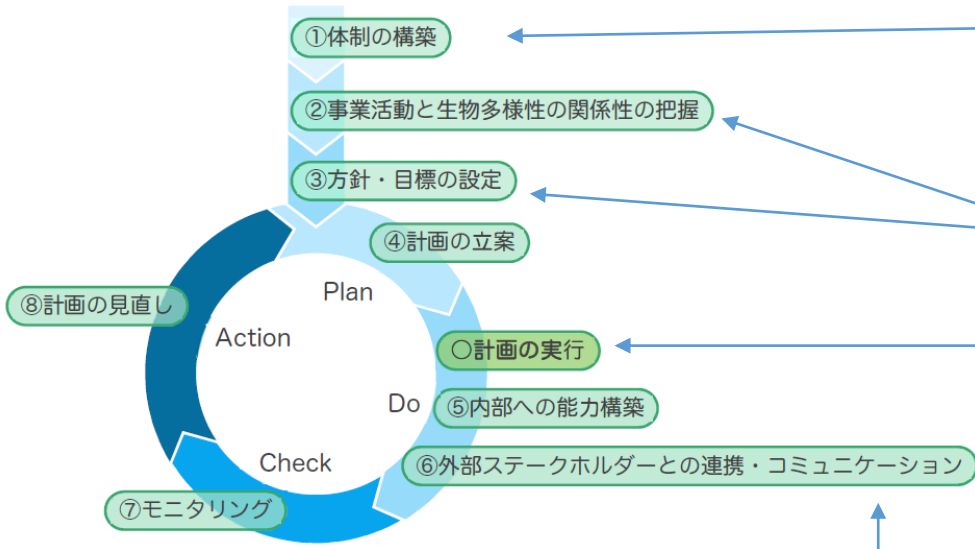 ①体制の構築
②事業活動と生物多様性の関係性の把握
③方針・目標の設定
④計画の立案
Plan
⑧計画の見直し
Action
〇計画の実行
Do
⑤内部への能力構築
Check
⑥外部ステークホルダーとの連携・コミュニケーション
⑦モニタリング